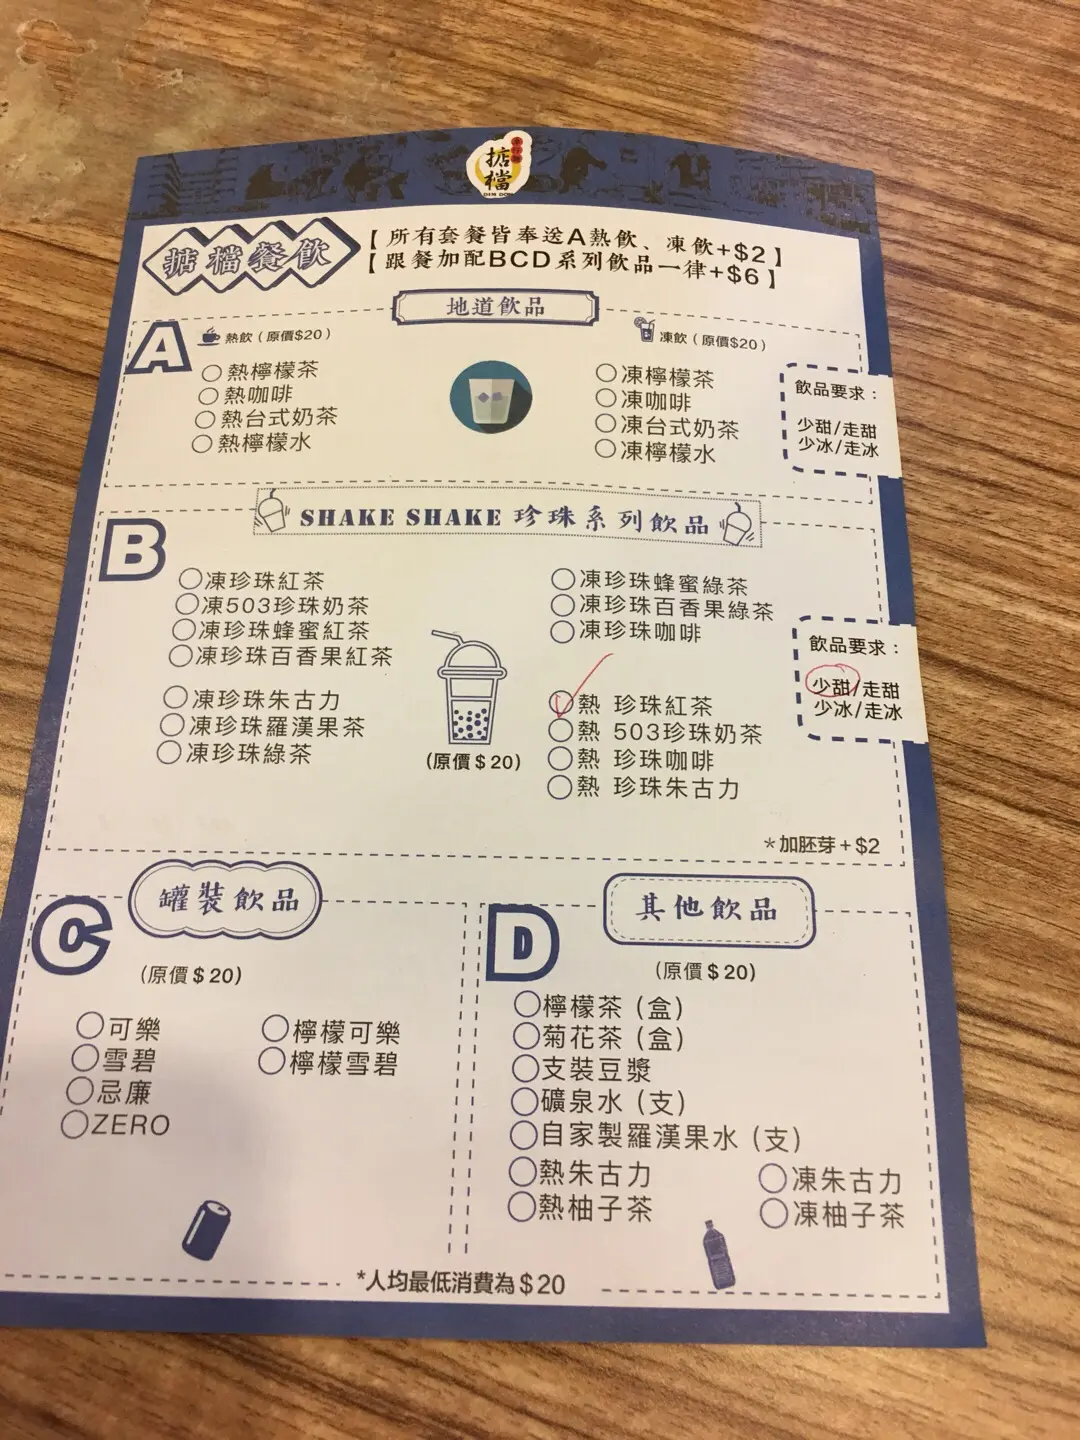 掂檔
DIM DON
掂檔餐飲
【所有套餐皆奉送A熱飲、凍飲+$2】
【跟餐加配BCD系列飲品一律+$6】
地道飲品
A
熱飲（原價$20）
熱檸檬茶
熱咖啡
熱台式奶茶
熱檸檬水
凍飲（原價$20）
凍檸檬茶
凍咖啡
凍台式奶茶
凍檸檬水
飲品要求：
少甜/走甜
少冰/走冰
B
SHAKE SHAKE 珍珠系列飲品
凍珍珠紅茶
凍503珍珠奶茶
凍珍珠蜂蜜紅茶
凍珍珠百香果紅茶
凍珍珠朱古力
凍珍珠羅漢果茶
凍珍珠綠茶
(原價$20)
凍珍珠蜂蜜綠茶
凍珍珠百香果綠茶
凍珍珠咖啡
熱 珍珠紅茶
熱 503珍珠奶茶
熱 珍珠咖啡
熱 珍珠朱古力
飲品要求：
少甜/走甜
少冰/走冰
*加胚芽+$2
C
罐裝飲品
(原價$20)
可樂
雪碧
忌廉
ZERO
檸檬可樂
檸檬雪碧
D
其他飲品
(原價$20)
檸檬茶（盒）
菊花茶（盒）
支裝豆漿
礦泉水（支）
自家製羅漢果水（支）
熱朱古力
熱柚子茶
凍朱古力
凍柚子茶
*人均最低消費為$20